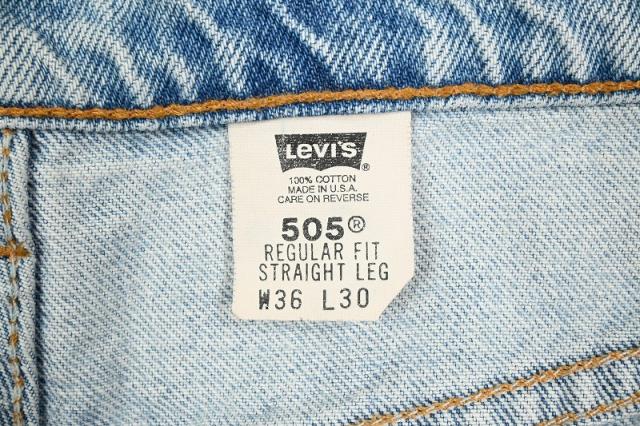 LEVI'S ®
100% COTTON
MADE IN U.S.A.
CARE ON REVERSE
505®
REGULAR FIT
STRAIGHT LEG
W36 L30